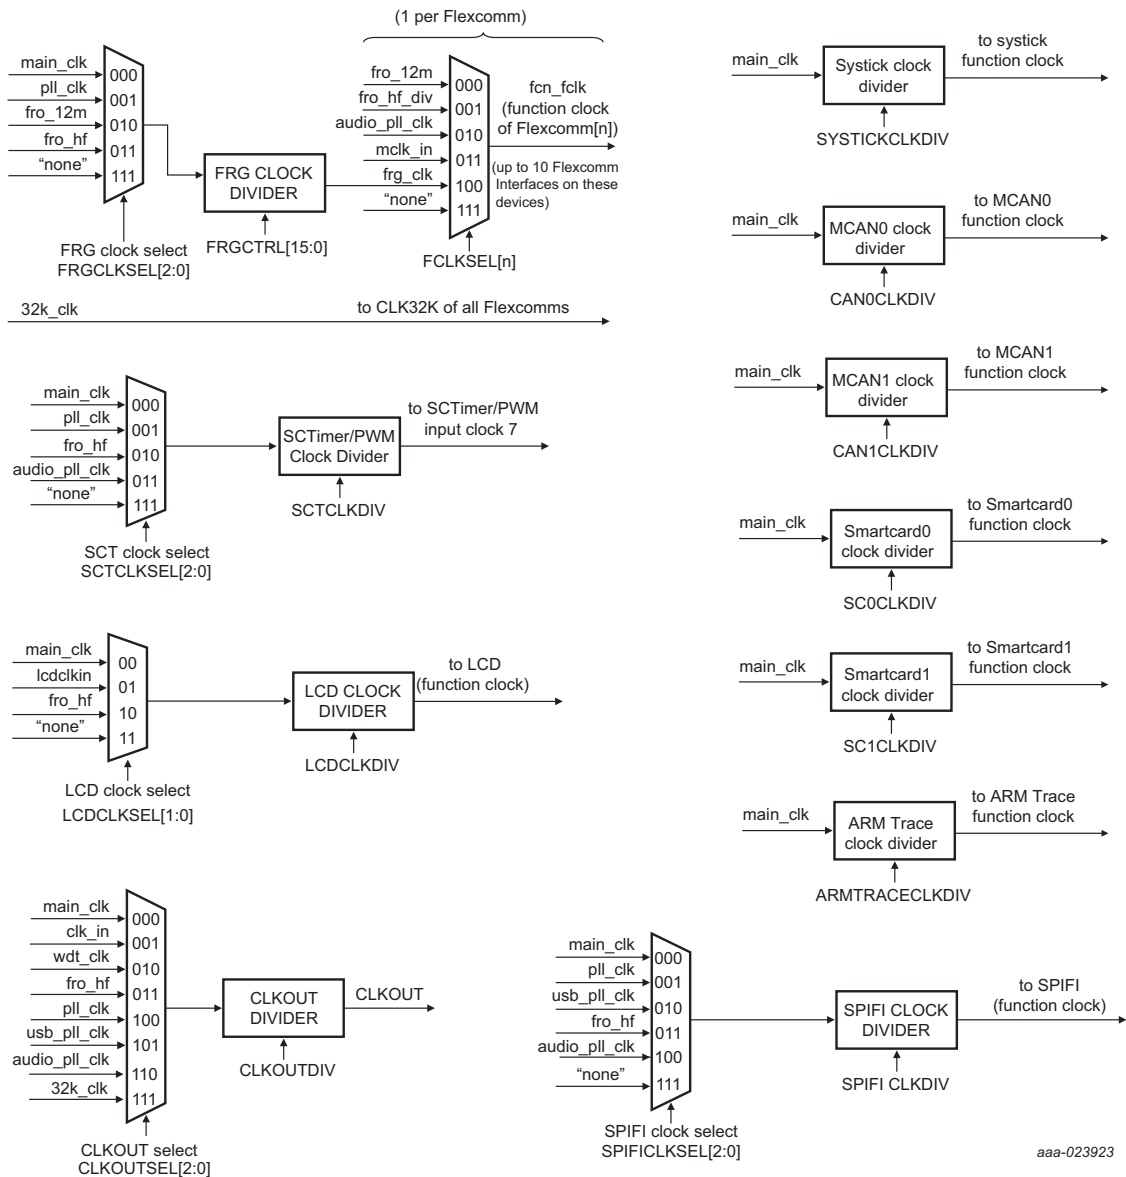 (1 per Flexcomm)
main_clk
000
pll_clk
001
fro_12m
010
fro_hf
011
“none”
111
FRG clock select
FRGCLKSEL[2:0]
FRG CLOCK
DIVIDER
FRGCTRL[15:0]
fro_12m
000
fro_hf_div
001
audio_pll_clk
010
mclk_in
011
frg_clk
100
“none”
111
FCLKSEL[n]
fcn_fclk
(function clock
of Flexcomm[n])
(up to 10 Flexcomm
Interfaces on these
devices)
32k_clk
to CLK32K of all Flexcomms
main_clk
000
pll_clk
001
fro_hf
010
audio_pll_clk
011
“none”
111
SCT clock select
SCTCLKSEL[2:0]
SCTimer/PWM
Clock Divider
SCTCLKDIV
to SCTimer/PWM
input clock 7
main_clk
00
lcdclkin
01
fro_hf
10
“none”
11
LCD clock select
LCDCLKSEL[1:0]
LCD CLOCK
DIVIDER
LCDCLKDIV
to LCD
(function clock)
main_clk
000
clk_in
001
wdt_clk
010
fro_hf
011
pll_clk
100
usb_pll_clk
101
audio_pll_clk
110
32k_clk
111
CLKOUT select
CLKOUTSEL[2:0]
CLKOUT
DIVIDER
CLKOUTDIV
CLKOUT
main_clk
Systick clock
divider
SYSTICKCLKDIV
to systick
function clock
main_clk
MCAN0 clock
divider
CAN0CLKDIV
to MCAN0
function clock
main_clk
MCAN1 clock
divider
CAN1CLKDIV
to MCAN1
function clock
main_clk
Smartcard0
clock divider
SC0CLKDIV
to Smartcard0
function clock
main_clk
Smartcard1
clock divider
SC1CLKDIV
to Smartcard1
function clock
main_clk
ARM Trace
clock divider
ARMTRACECLKDIV
to ARM Trace
function clock
main_clk
000
pll_clk
001
usb_pll_clk
010
fro_hf
011
audio_pll_clk
100
“none”
111
SPIFI clock select
SPIFICLKSEL[2:0]
SPIFI CLOCK
DIVIDER
SPIFI CLKDIV
to SPIFI
(function clock)
aaa-023923